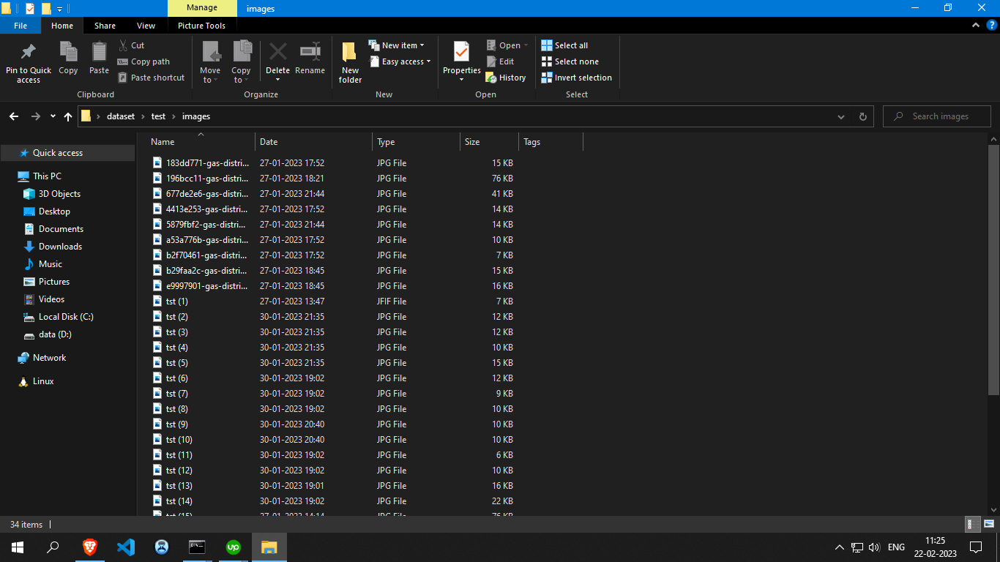 Manage
images
File
Home
Share
View
Picture Tools
Pin to Quick access
Copy
Paste
Cut
Copy path
Paste shortcut
Clipboard
Move to
Copy to
Delete
Rename
Organize
New folder
New item
Easy access
New
Properties
Open
Edit
History
Open
Select all
Select none
Invert selection
Select
dataset > test > images
Search images
Name Date Type Size Tags
Quick access
This PC
3D Objects
Desktop
Documents
Downloads
Music
Pictures
Videos
Local Disk (C:)
data (D:)
Network
Linux
183dd771-gas-distri... 27-01-2023 17:52 JPG File 15 KB
196bcc11-gas-distri... 27-01-2023 18:21 JPG File 76 KB
677de2e6-gas-distri... 27-01-2023 21:44 JPG File 41 KB
4413e253-gas-distri... 27-01-2023 17:52 JPG File 14 KB
5879fbf2-gas-distri... 27-01-2023 21:44 JPG File 14 KB
a53a776b-gas-distri... 27-01-2023 17:52 JPG File 10 KB
b2f70461-gas-distri... 27-01-2023 17:52 JPG File 7 KB
b29faa2c-gas-distri... 27-01-2023 18:45 JPG File 15 KB
e9997901-gas-distri... 27-01-2023 18:45 JPG File 16 KB
tst (1) 27-01-2023 13:47 JFIF File 7 KB
tst (2) 30-01-2023 21:35 JPG File 12 KB
tst (3) 30-01-2023 21:35 JPG File 12 KB
tst (4) 30-01-2023 21:35 JPG File 10 KB
tst (5) 30-01-2023 21:35 JPG File 15 KB
tst (6) 30-01-2023 19:02 JPG File 12 KB
tst (7) 30-01-2023 19:02 JPG File 9 KB
tst (8) 30-01-2023 19:02 JPG File 10 KB
tst (9) 30-01-2023 20:40 JPG File 10 KB
tst (10) 30-01-2023 20:40 JPG File 10 KB
tst (11) 30-01-2023 19:02 JPG File 6 KB
tst (12) 30-01-2023 19:02 JPG File 10 KB
tst (13) 30-01-2023 19:01 JPG File 16 KB
tst (14) 30-01-2023 19:02 JPG File 22 KB
tst (15) 27-01-2023 14:14 JPG File 76 KB
34 items
up
ENG
11:25
22-02-2023